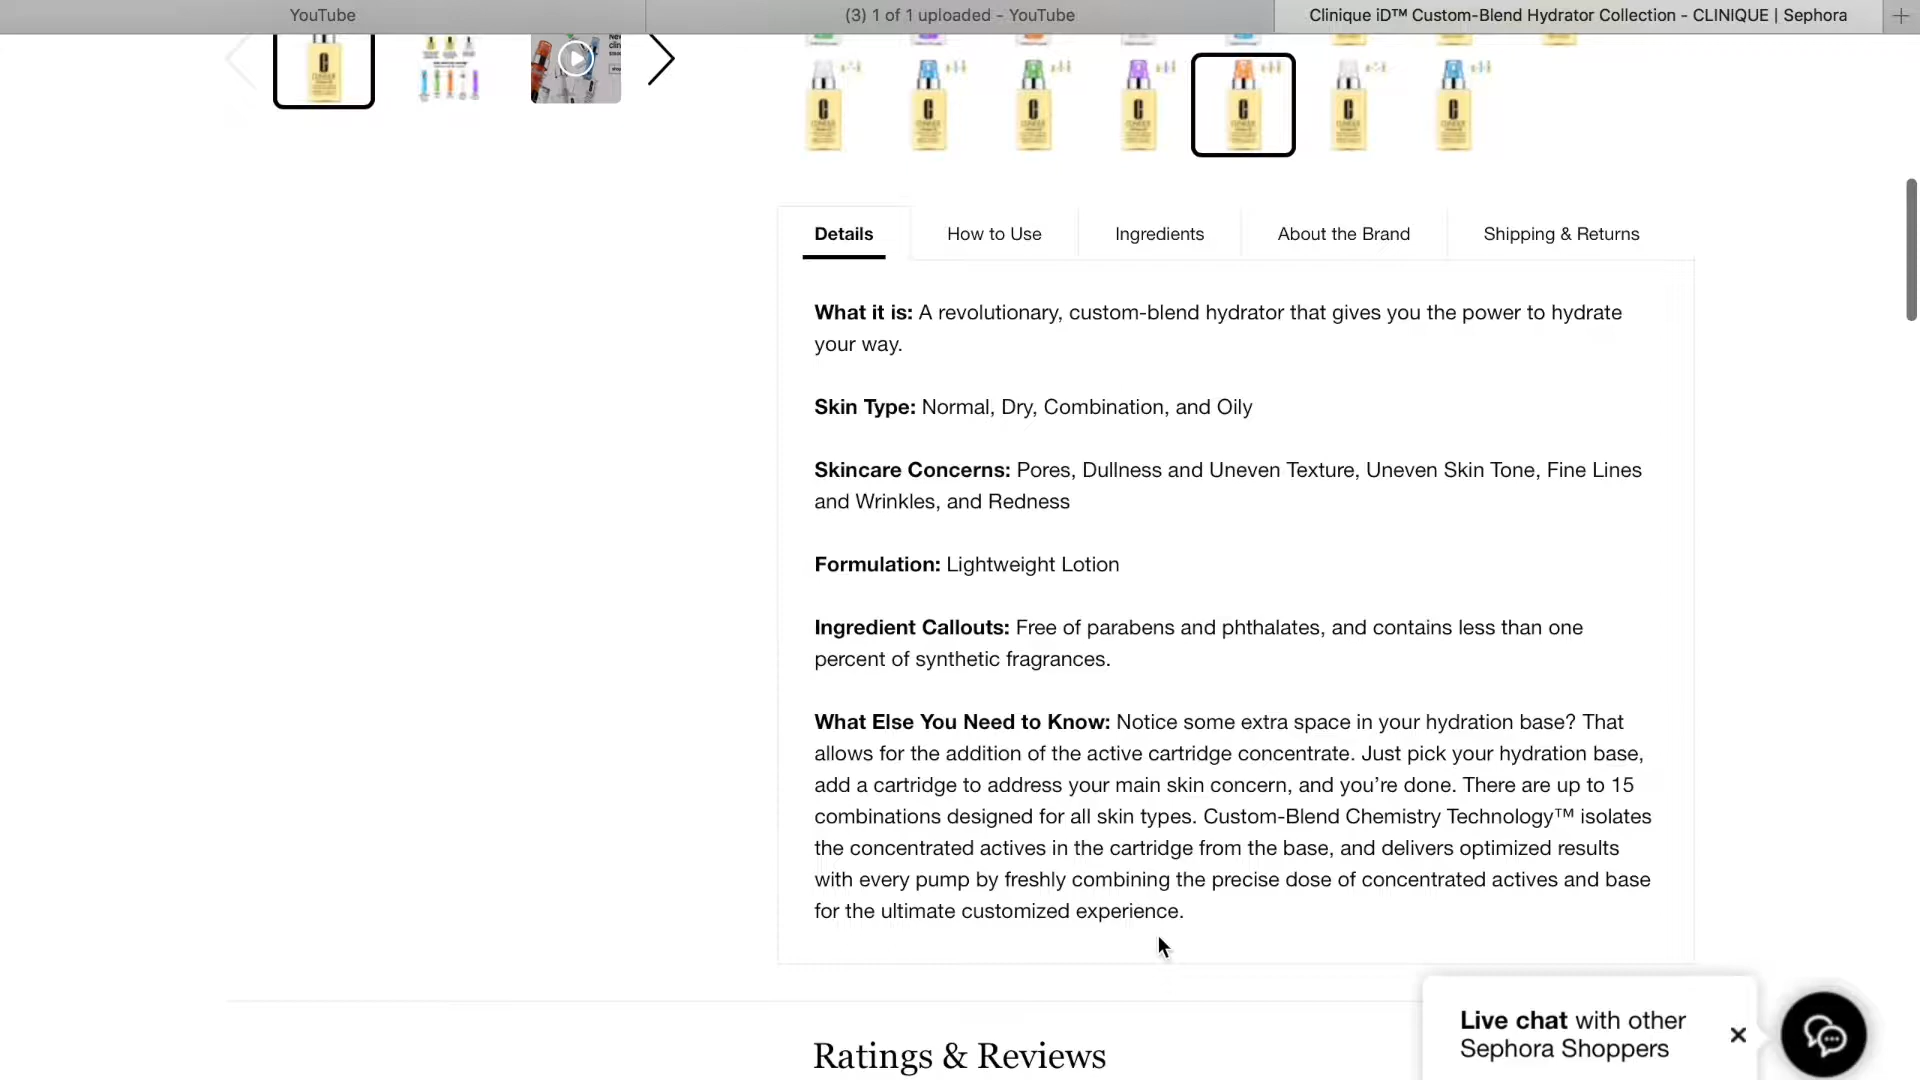 YouTube
(3) 1 of 1 uploaded - YouTube
Clinique iD™ Custom-Blend Hydrator Collection - CLINIQUE | Sephora
Details
How to Use
Ingredients
About the Brand
Shipping & Returns
What it is: A revolutionary, custom-blend hydrator that gives you the power to hydrate
your way.
Skin Type: Normal, Dry, Combination, and Oily
Skincare Concerns: Pores, Dullness and Uneven Texture, Uneven Skin Tone, Fine Lines
and Wrinkles, and Redness
Formulation: Lightweight Lotion
Ingredient Callouts: Free of parabens and phthalates, and contains less than one
percent of synthetic fragrances.
What Else You Need to Know: Notice some extra space in your hydration base? That
allows for the addition of the active cartridge concentrate. Just pick your hydration base,
add a cartridge to address your main skin concern, and you’re done. There are up to 15
combinations designed for all skin types. Custom-Blend Chemistry Technology™ isolates
the concentrated actives in the cartridge from the base, and delivers optimized results
with every pump by freshly combining the precise dose of concentrated actives and base
for the ultimate customized experience.
Live chat with other
Sephora Shoppers
Ratings & Reviews